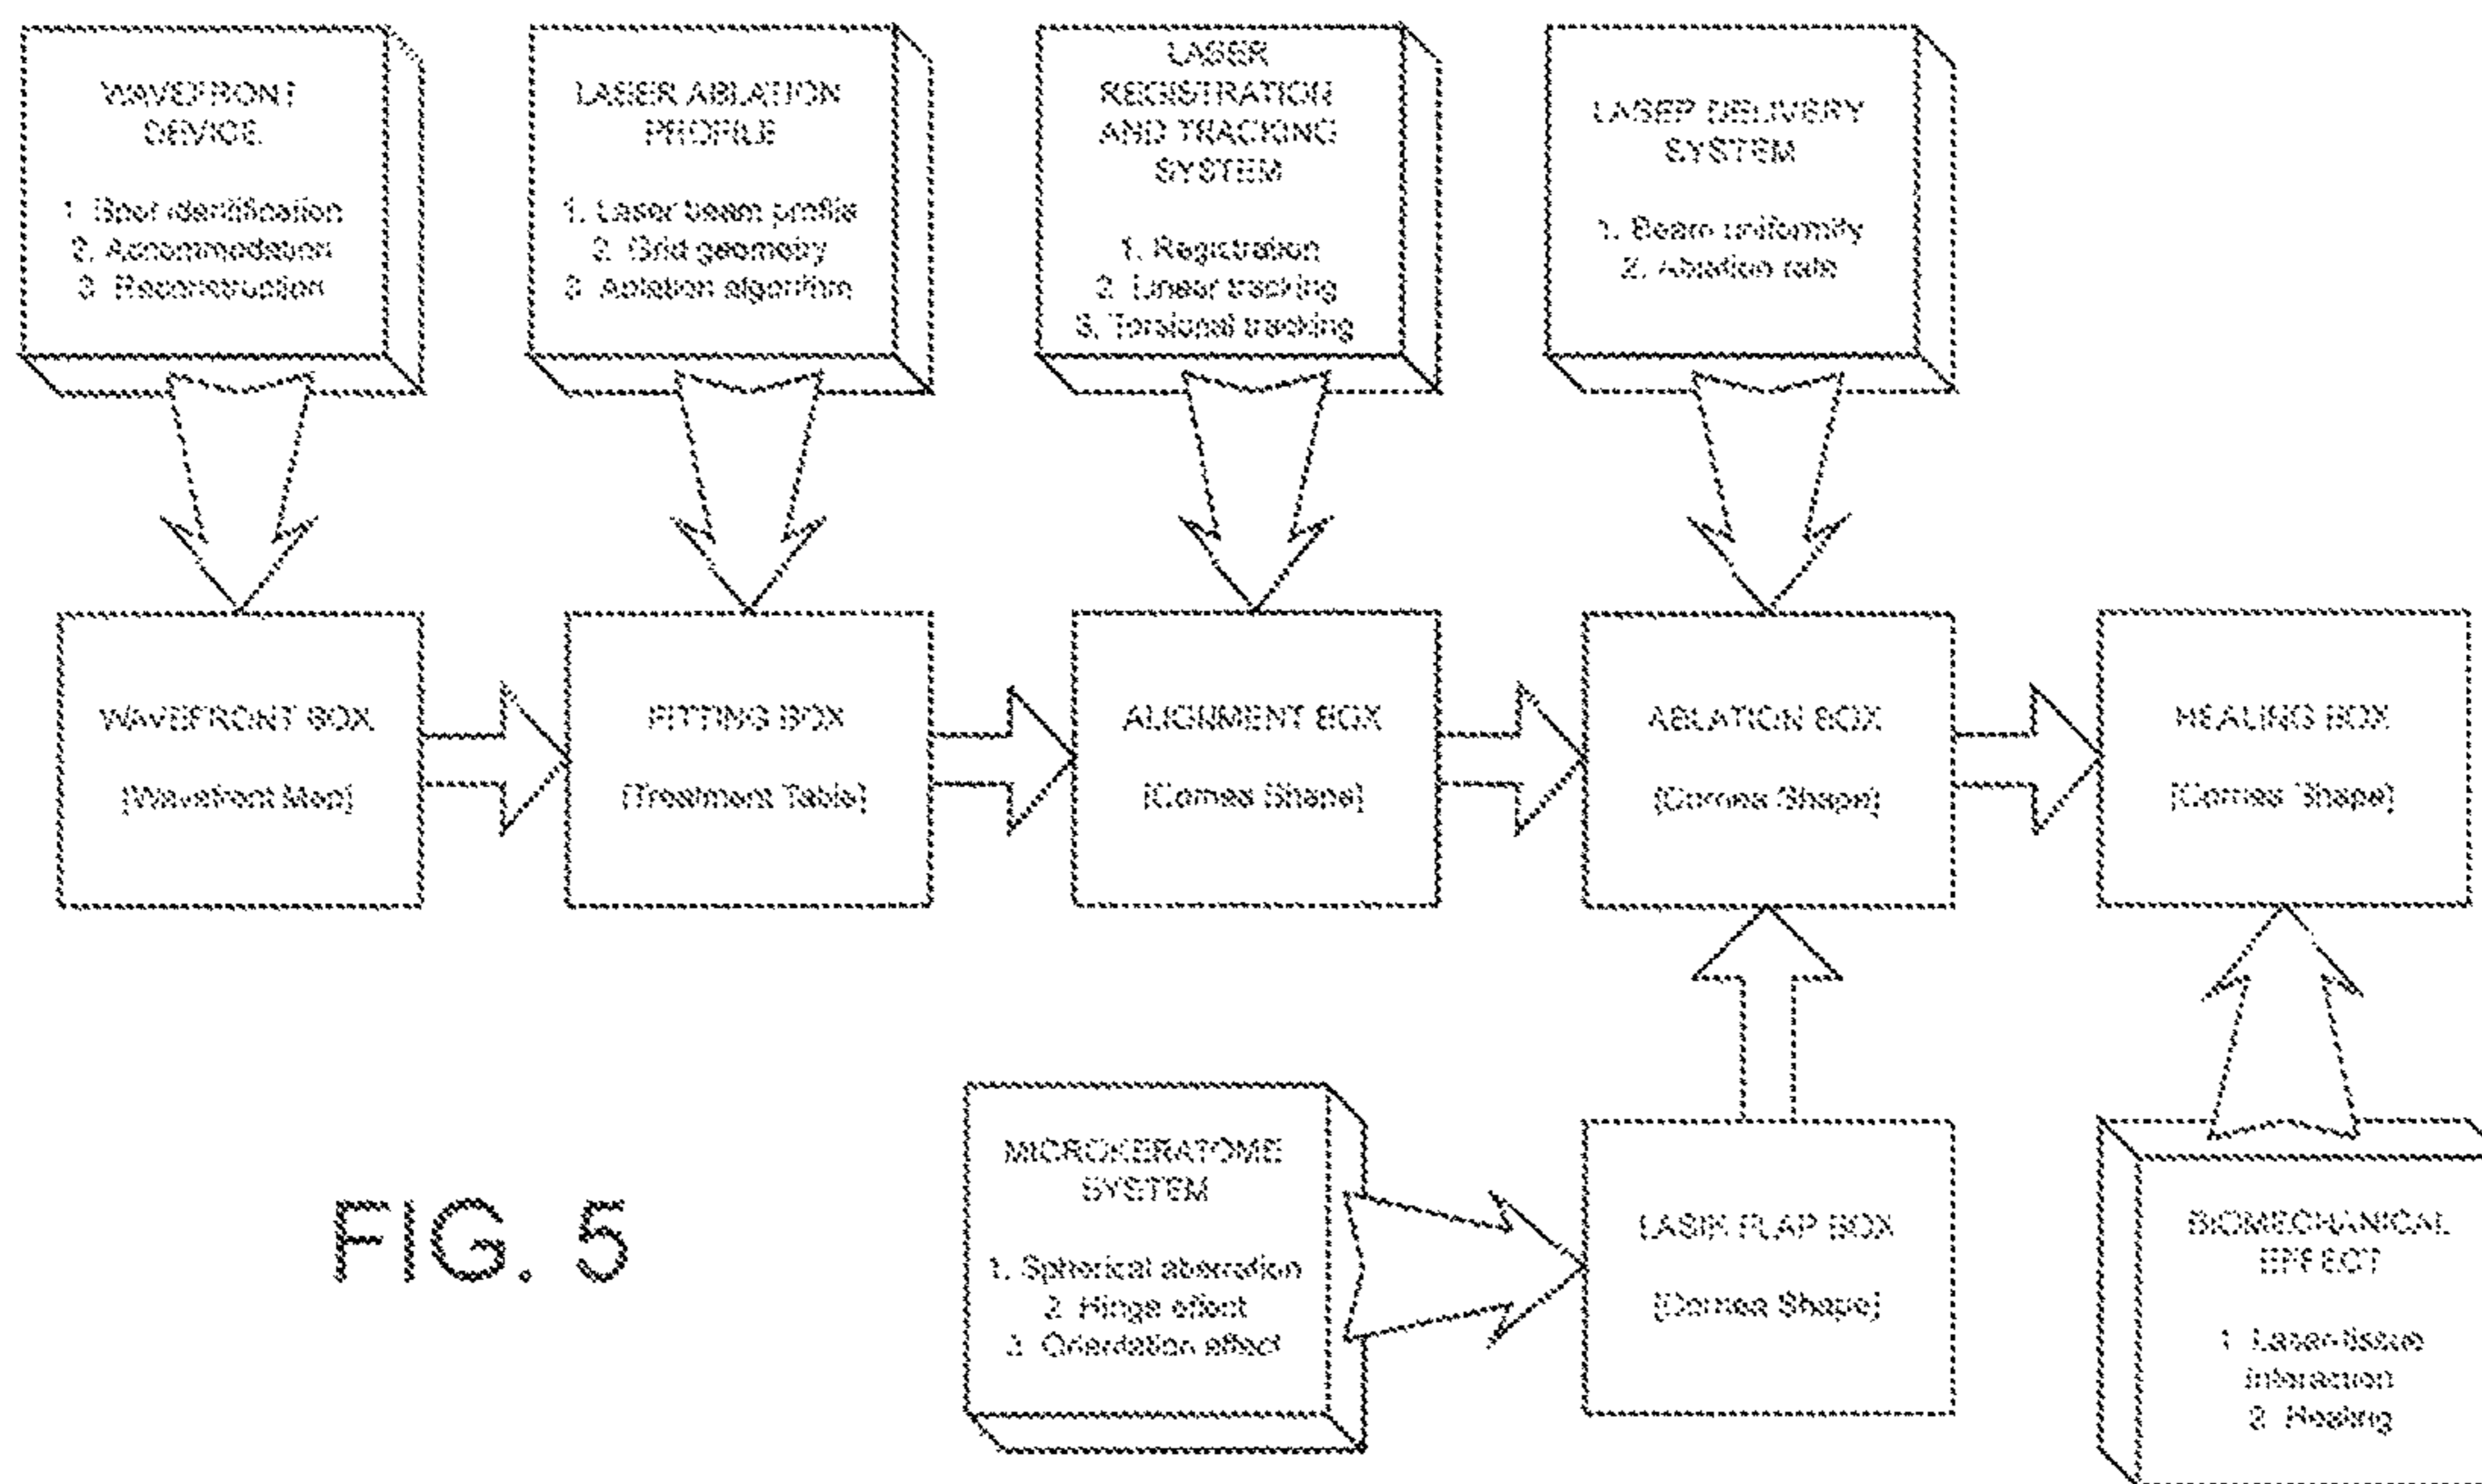 WAVEFRONT
DEVICE
1. Spot identification
2. Accommodation
3. Reconstruction
LASER ABLATION
PROFILE
1. Laser beam profile
2. Grid geometry
3. Ablation algorithm
LASER
REGISTRATION
AND TRACKING
SYSTEM
1. Registration
2. Linear tracking
3. Torsional tracking
LASER DELIVERY
SYSTEM
1. Beam uniformity
2. Ablation rate
WAVEFRONT BOX
[Wavefront Map]
FITTING BOX
[Treatment Table]
ALIGNMENT BOX
[Cornea Shape]
ABLATION BOX
[Cornea Shape]
HEALING BOX
[Cornea Shape]
MICROKERATOME
SYSTEM
1. Spherical aberration
2. Hinge effect
3. Orientation effect
LASIK FLAP BOX
[Cornea Shape]
BIOMECHANICAL
EFFECT
1. Laser-tissue
interaction
2. Healing
FIG. 5